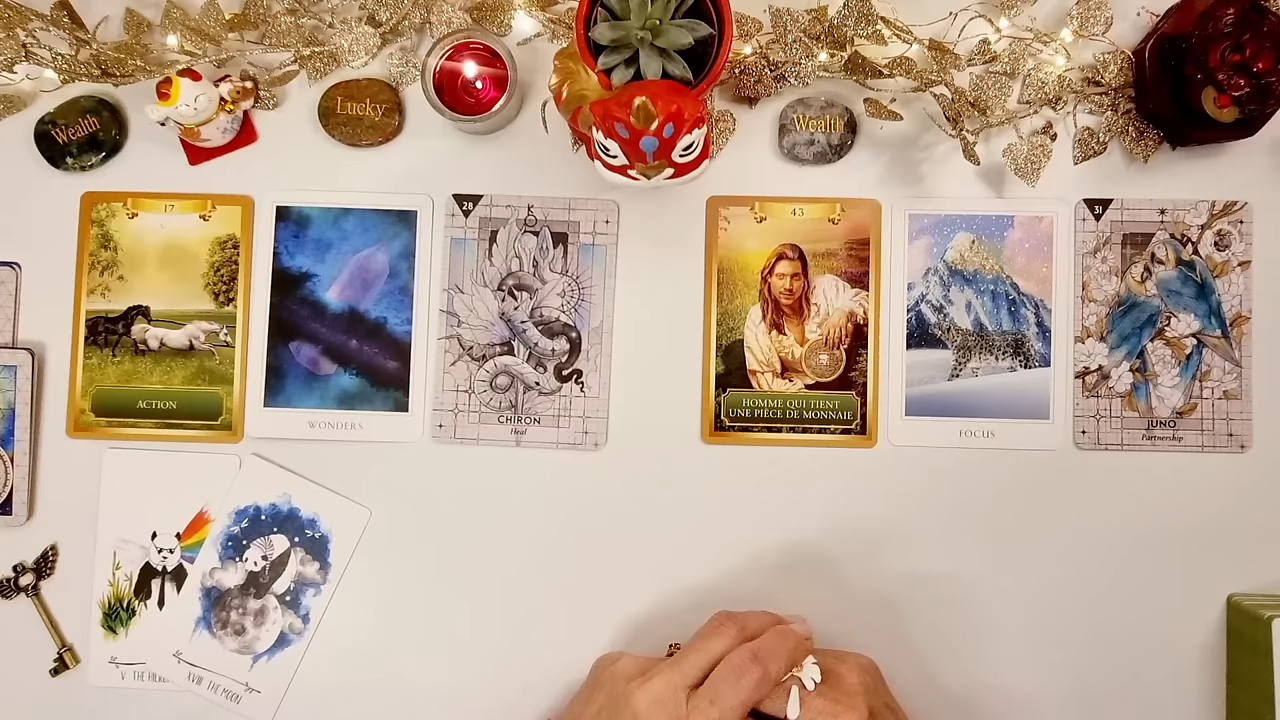 Wealth
Lucky
Wealth
17
ACTION
WONDERS
28
CHIRON
Heal
43
HOMME QUI TIENT
UNE PIÈCE DE MONNAIE
FOCUS
31
JUNO
Partnership
V THE
XVIII THE MOON